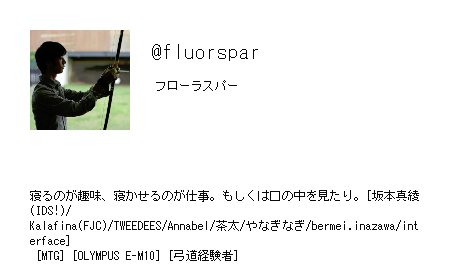 @fluorspar
フローラスパー
寝るのが趣味、寝かせるのが仕事。もしくは口の中を見たり。[坂本真綾
(IDS!)/
Kalafina(FJC)/TWEEDEES/Annabel/茶太/やなぎなぎ/bermei.inazawa/int
erface]
[MTG] [OLYMPUS E-M10] [弓道経験者]